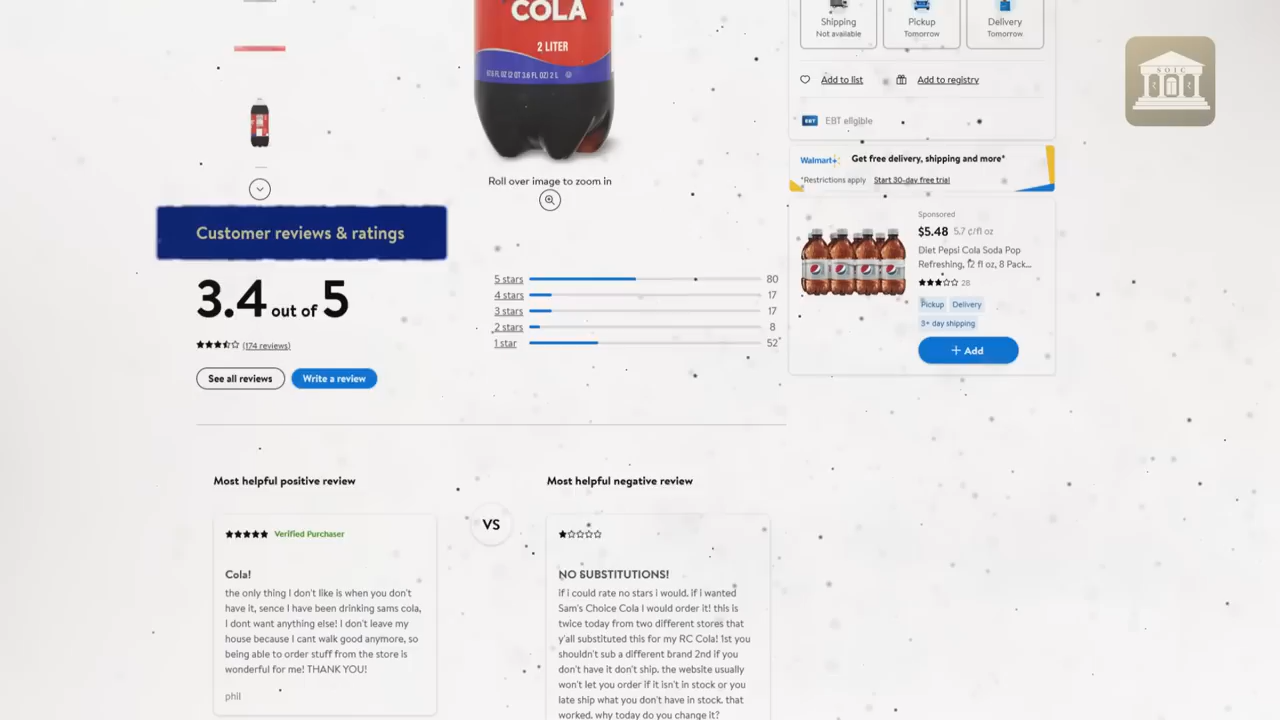 COLA
2 LITER
Shipping
Not available
Pickup
Tomorrow
Delivery
Tomorrow
Add to list
Add to registry
EBT
EBT eligible
Walmart+
Get free delivery, shipping and more*
*Restrictions apply
Start 30-day free trial
SOIC
Roll over image to zoom in
Customer reviews & ratings
3.4 out of 5
(174 reviews)
See all reviews
Write a review
5 stars 80
4 stars 17
3 stars 17
2 stars 8
1 star 52
Sponsored
$5.48 5.7 ¢/fl oz
Diet Pepsi Cola Soda Pop
Refreshing, 12 fl oz, 8 Pack...
28
Pickup
Delivery
3+ day shipping
+ Add
Most helpful positive review
Verified Purchaser
Cola!
the only thing I don't like is when you don't
have it, sence I have been drinking sams cola,
I dont want anything else! I don't leave my
house because I cant walk good anymore, so
being able to order stuff from the store is
wonderful for me! THANK YOU!
phil
VS
Most helpful negative review
NO SUBSTITUTIONS!
if i could rate no stars i would. if i wanted
Sam's Choice Cola I would order it! this is
twice today from two different stores that
y'all substituted this for my RC Cola! 1st you
shouldn't sub a different brand 2nd if you
don't have it don't ship. the website usually
won't let you order if it isn't in stock or you
late ship what you don't have in stock. that
worked. why today do you change it?